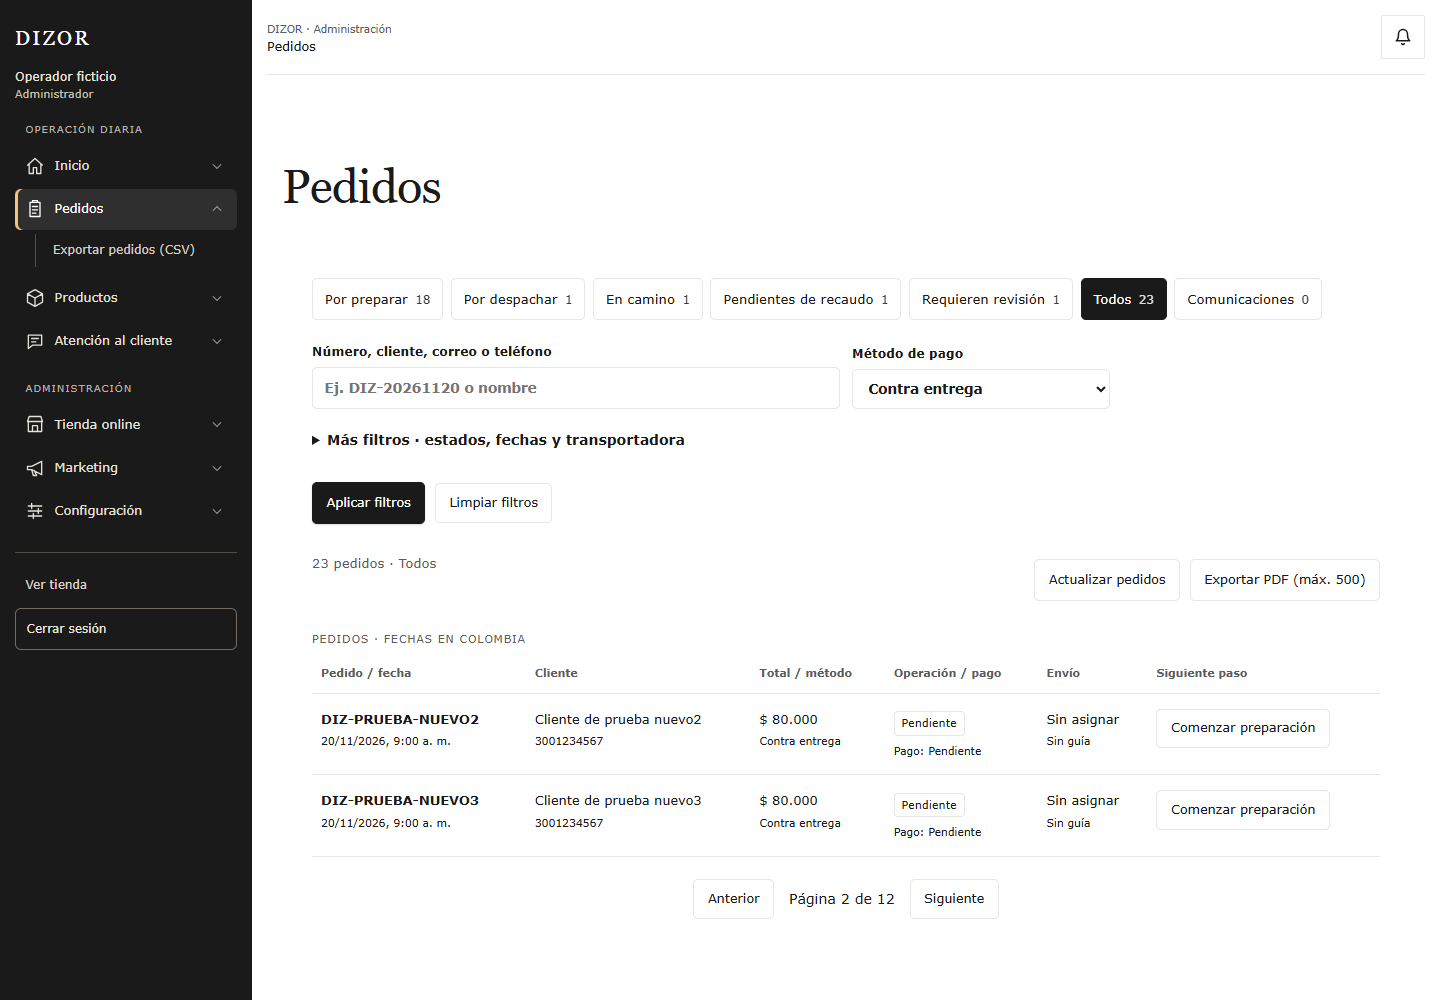 DIZOR
Operador ficticio
Administrador
OPERACIÓN DIARIA
Inicio
Pedidos
Exportar pedidos (CSV)
Productos
Atención al cliente
ADMINISTRACIÓN
Tienda online
Marketing
Configuración
Ver tienda
Cerrar sesión
DIZOR · Administración
Pedidos
Pedidos
Por preparar 18 Por despachar 1 En camino 1 Pendientes de recaudo 1 Requieren revisión 1 Todos 23 Comunicaciones 0
Número, cliente, correo o teléfono Método de pago
Ej. DIZ-20261120 o nombre Contra entrega
Más filtros · estados, fechas y transportadora
Aplicar filtros Limpiar filtros
23 pedidos · Todos
Actualizar pedidos Exportar PDF (máx. 500)
PEDIDOS · FECHAS EN COLOMBIA
Pedido / fecha Cliente Total / método Operación / pago Envío Siguiente paso
DIZ-PRUEBA-NUEVO2 Cliente de prueba nuevo2 $ 80.000 Pendiente Sin asignar Comenzar preparación
20/11/2026, 9:00 a. m. 3001234567 Contra entrega Pago: Pendiente Sin guía
DIZ-PRUEBA-NUEVO3 Cliente de prueba nuevo3 $ 80.000 Pendiente Sin asignar Comenzar preparación
20/11/2026, 9:00 a. m. 3001234567 Contra entrega Pago: Pendiente Sin guía
Anterior Página 2 de 12 Siguiente